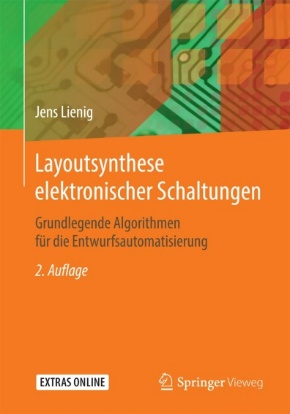 Jens Lienig
Layoutsynthese
elektronischer Schaltungen
Grundlegende Algorithmen
für die Entwurfsautomatisierung
2. Auflage
EXTRAS ONLINE
Springer Vieweg